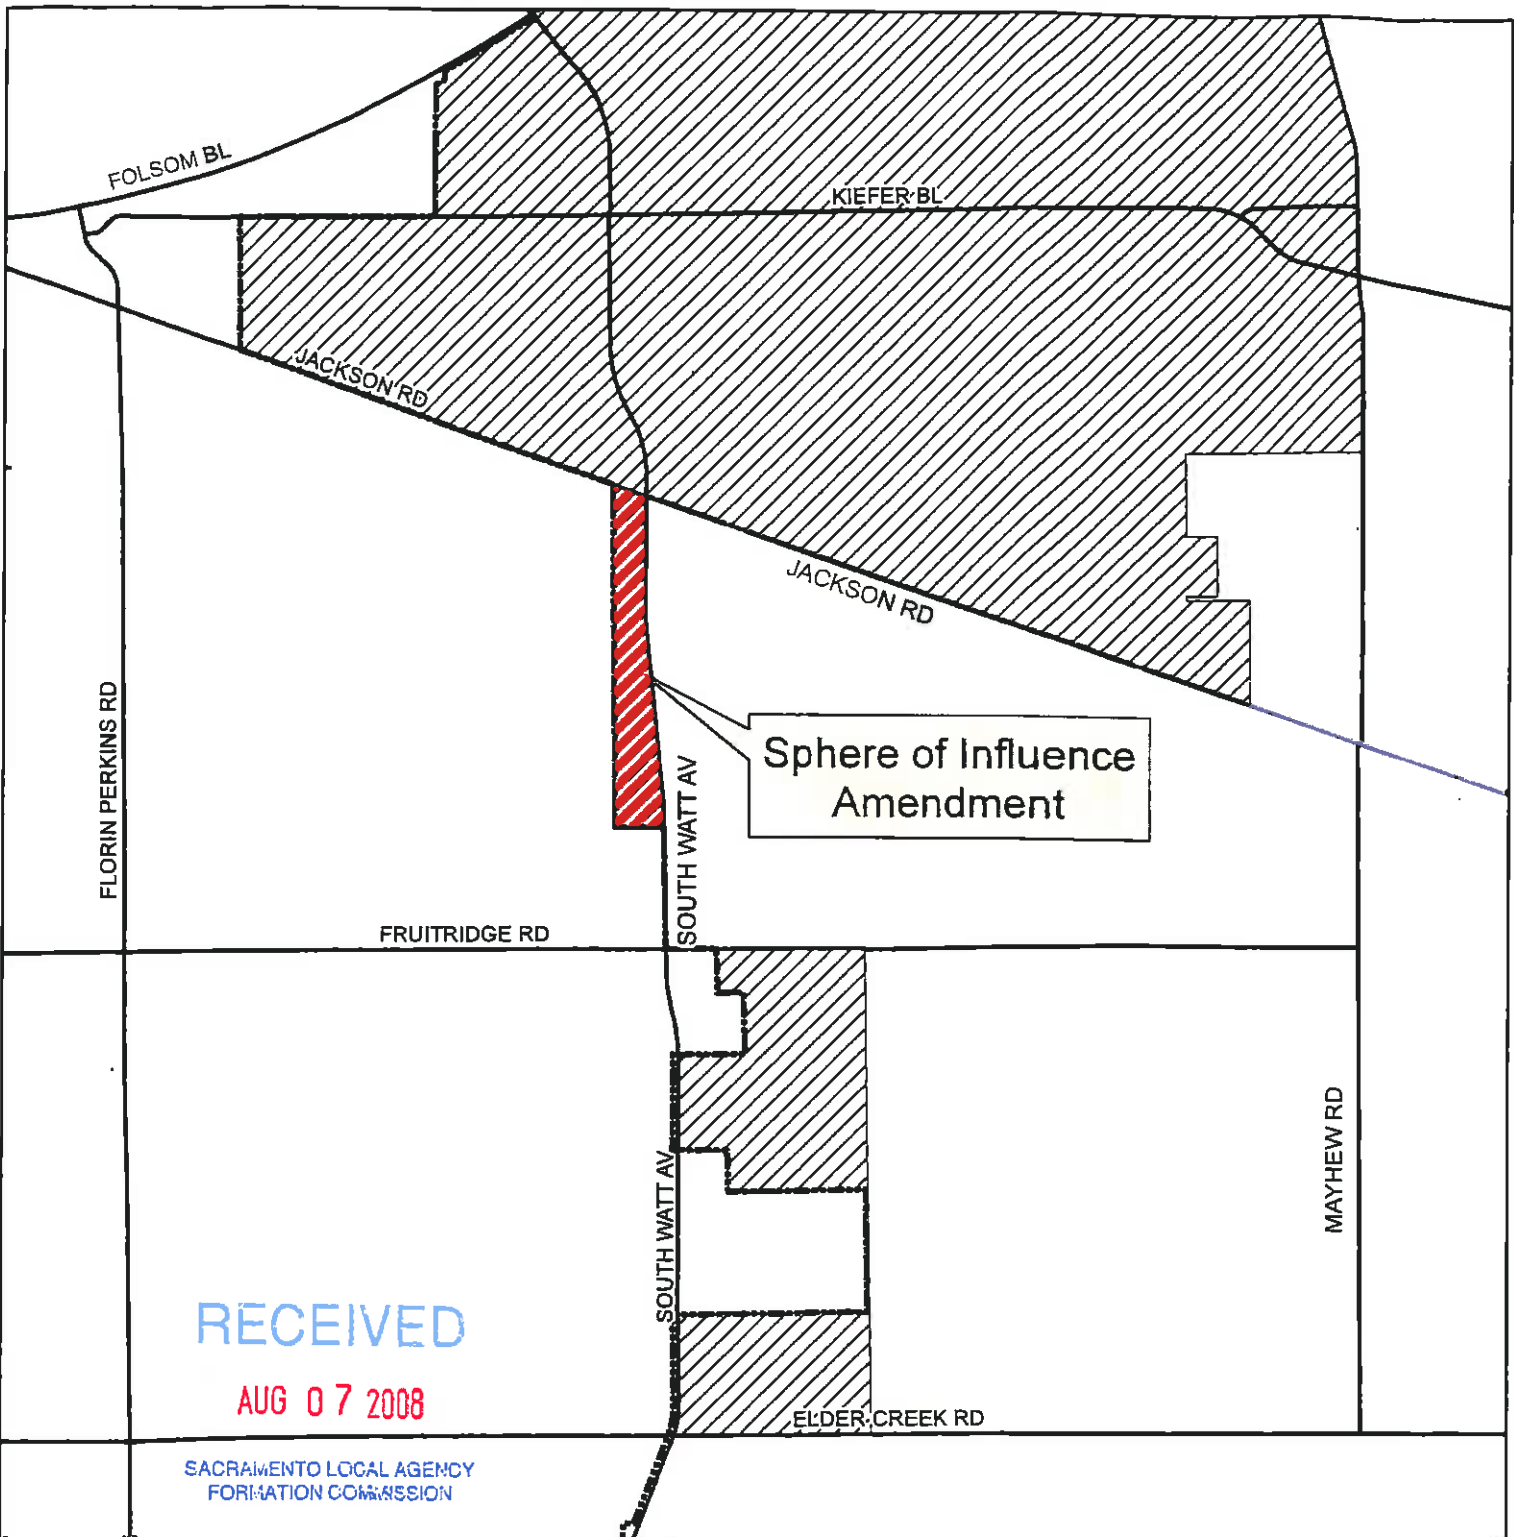 FOLSOM BL
KIEFER BL
JACKSON RD
JACKSON RD
FLORIN PERKINS RD
Sphere of Influence
Amendment
SOUTH WATT AV
FRUITRIDGE RD
MAYHEW RD
SOUTH WATT AV
RECEIVED
AUG 07 2008
ELDER CREEK RD
SACRAMENTO LOCAL AGENCY
FORMATION COMMISSION